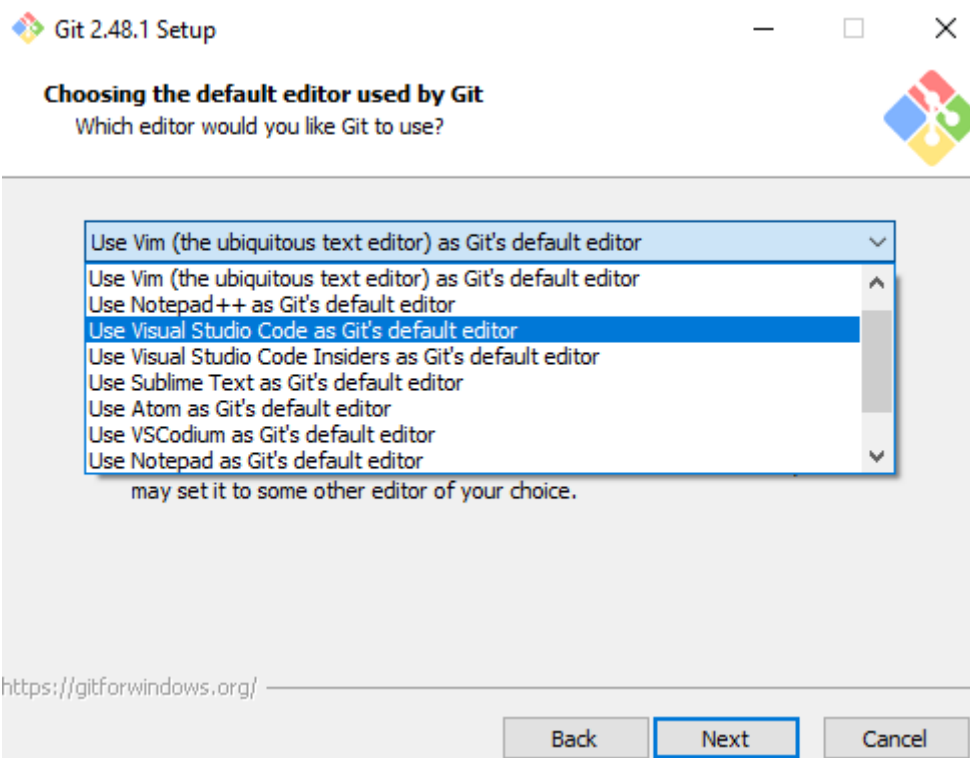 Git 2.48.1 Setup
Choosing the default editor used by Git
Which editor would you like Git to use?
Use Vim (the ubiquitous text editor) as Git's default editor
Use Vim (the ubiquitous text editor) as Git's default editor
Use Notepad++ as Git's default editor
Use Visual Studio Code as Git's default editor
Use Visual Studio Code Insiders as Git's default editor
Use Sublime Text as Git's default editor
Use Atom as Git's default editor
Use VSCodium as Git's default editor
Use Notepad as Git's default editor
may set it to some other editor of your choice.
https://gitforwindows.org/
Back Next Cancel